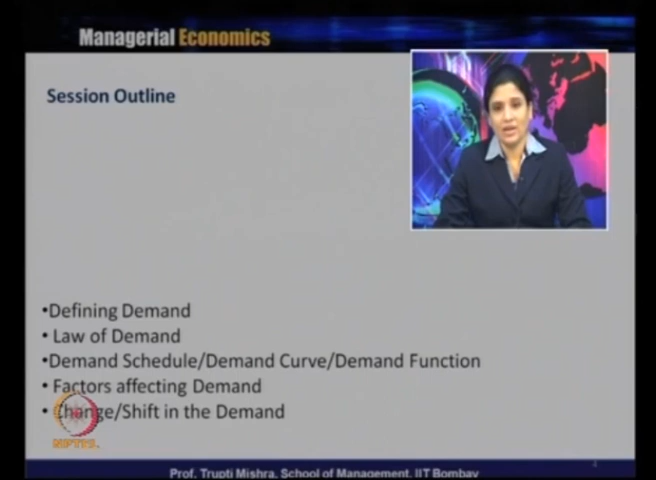 Managerial Economics
Session Outline
•Defining Demand
• Law of Demand
•Demand Schedule/Demand Curve/Demand Function
• Factors affecting Demand
• Change/Shift in the Demand
NPTEL
Prof. Trupti Mishra, School of Management, IIT Bombay